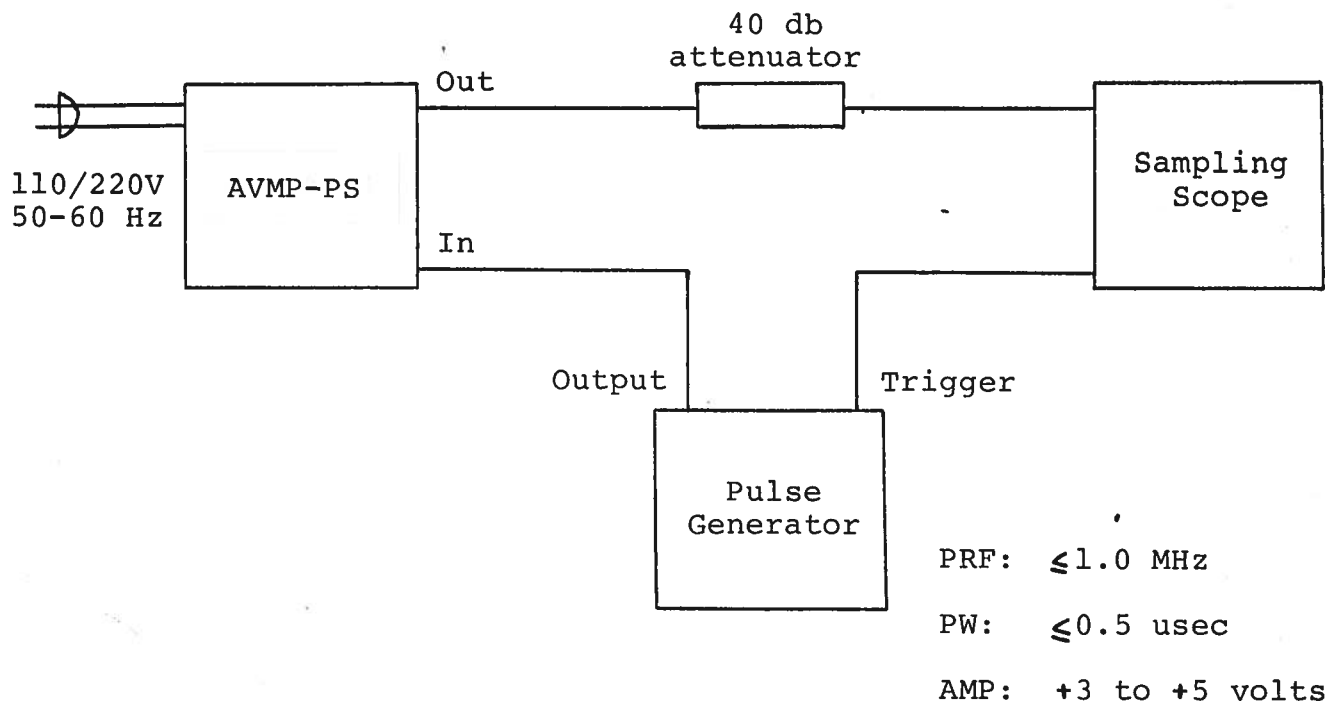 40 db
attenuator
Out
110/220V
50-60 Hz
AVMP-PS
Sampling
Scope
In
Output
Trigger
Pulse
Generator
PRF: ≤1.0 MHz
PW: ≤0.5 usec
AMP: +3 to +5 volts